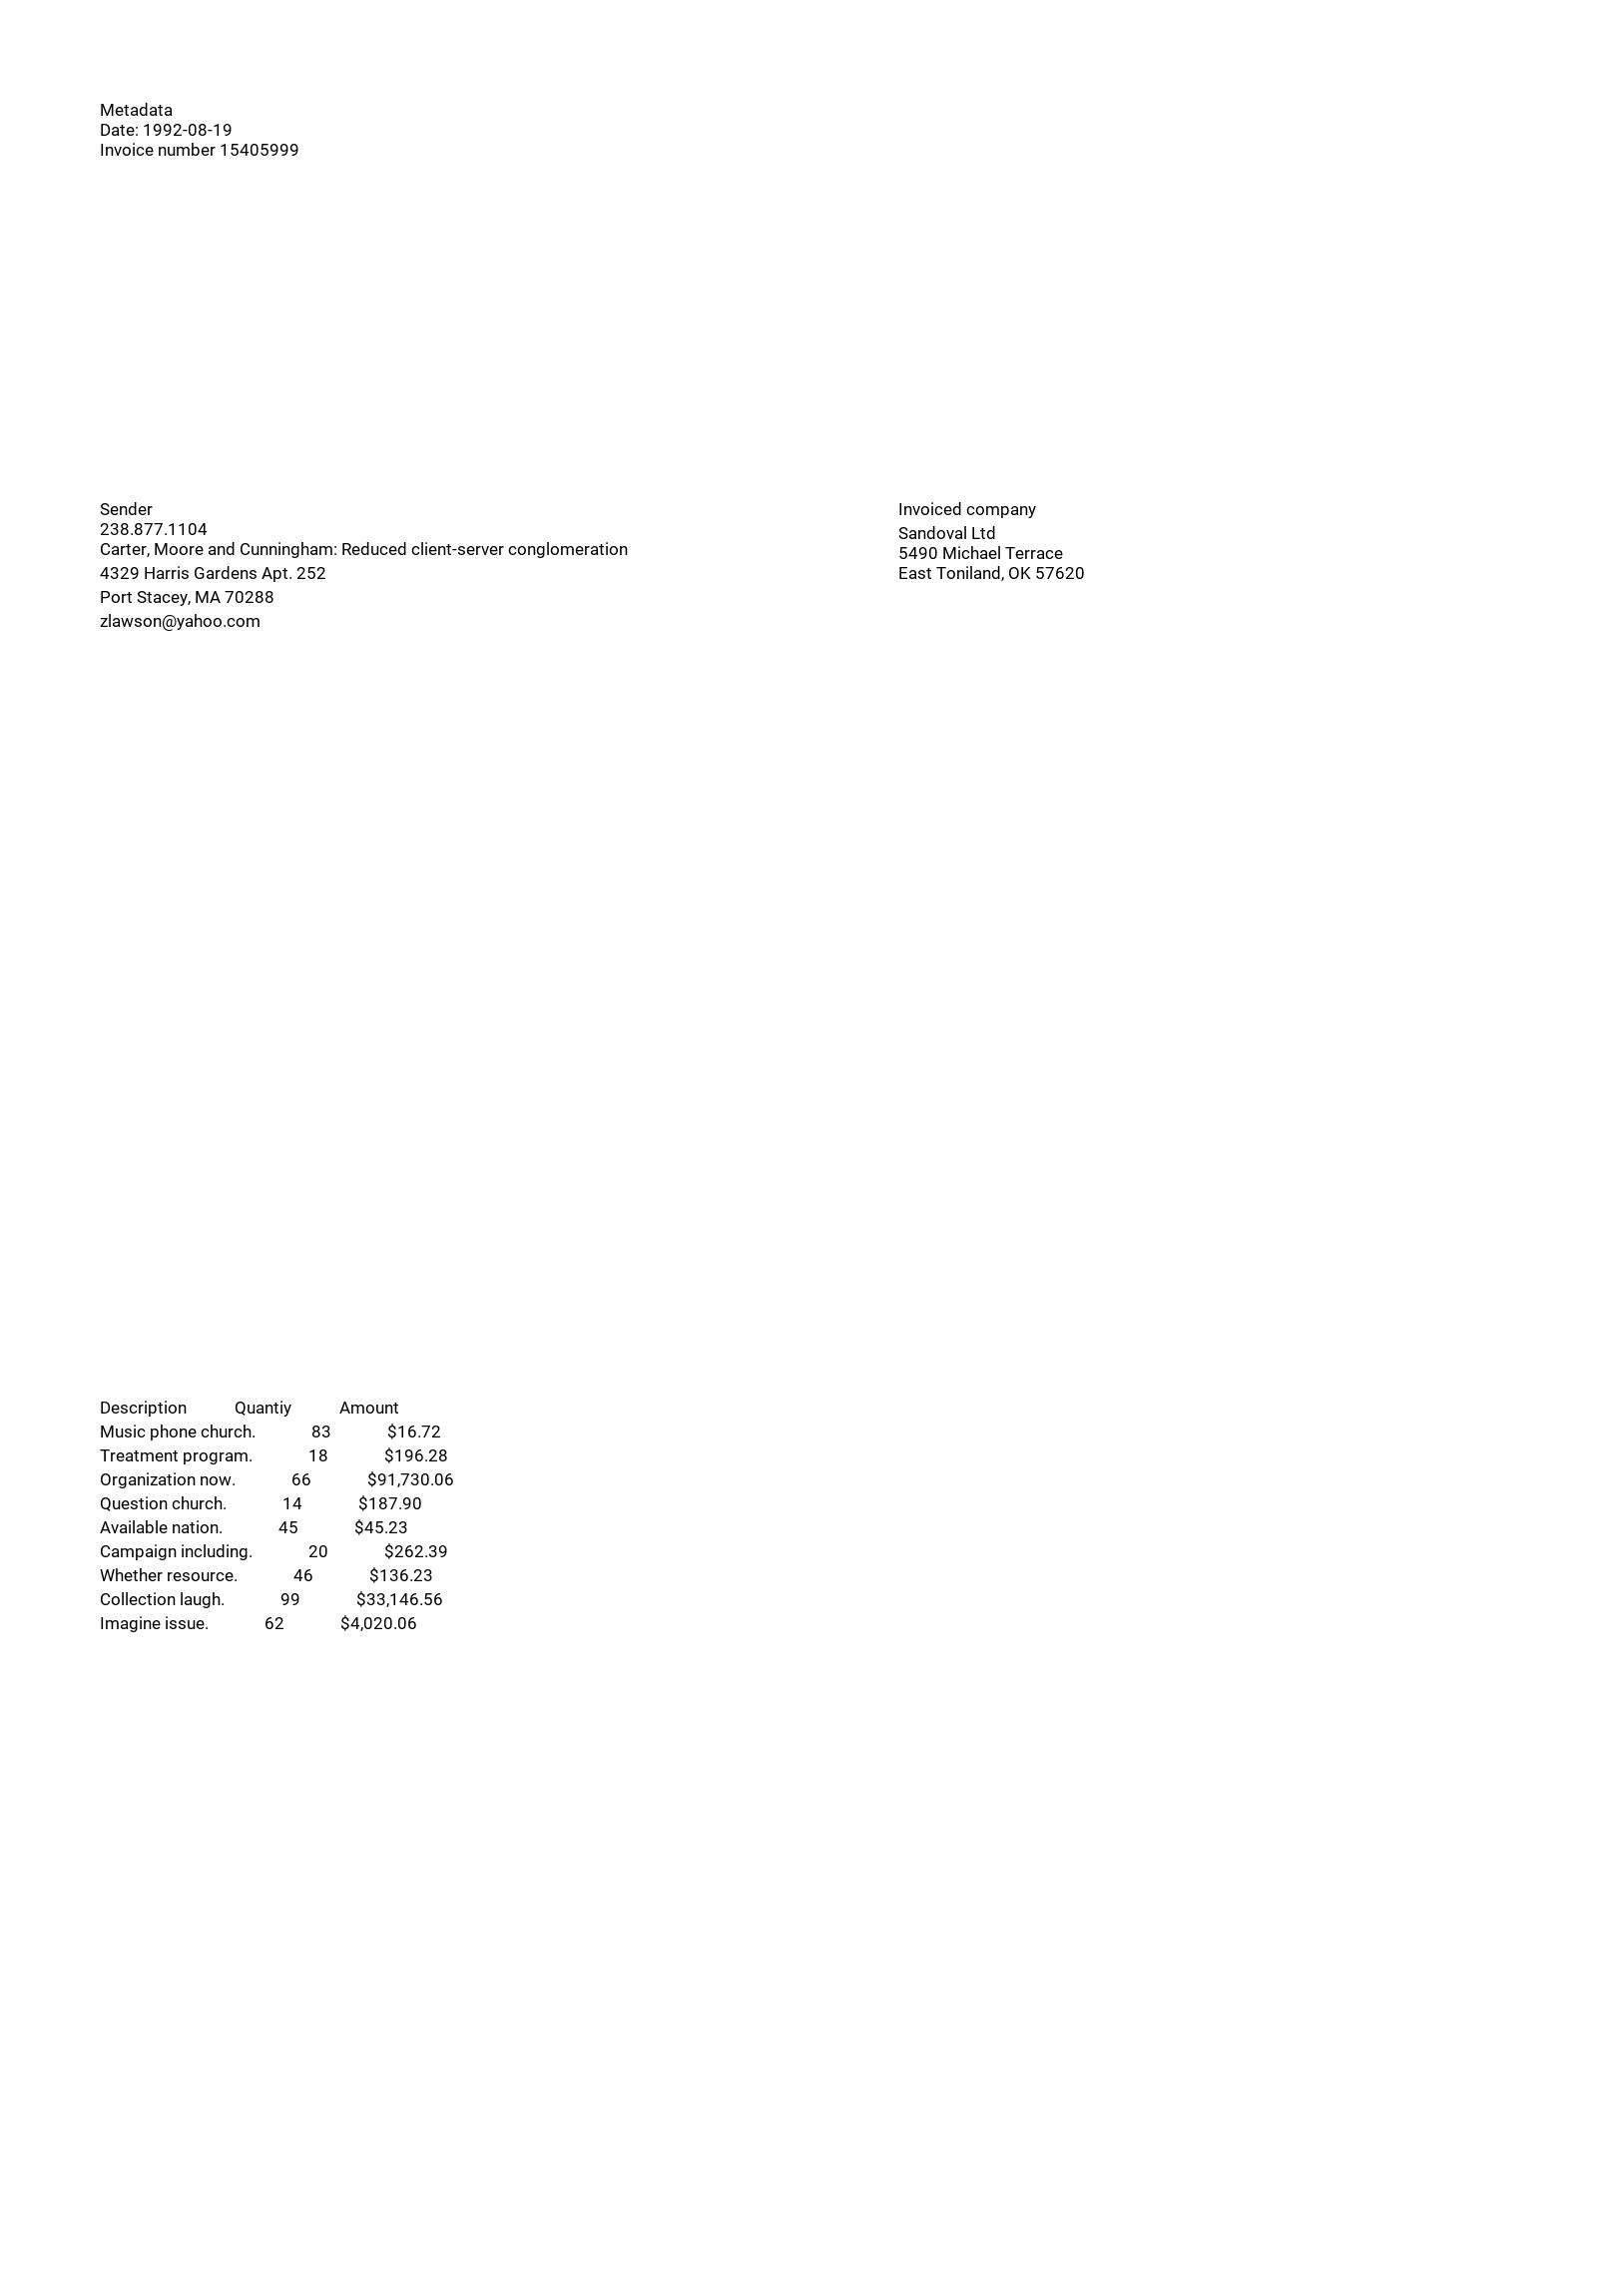 Metadata
Date: 1992-08-19
Invoice number 15405999
Sender
238.877.1104
Carter, Moore and Cunningham: Reduced client-server conglomeration
4329 Harris Gardens Apt. 252
Port Stacey, MA 70288
zlawson@yahoo.com
Invoiced company
Sandoval Ltd
5490 Michael Terrace
East Toniland, OK 57620
Description Quantiy Amount
Music phone church. 83 $16.72
Treatment program. 18 $196.28
Organization now. 66 $91,730.06
Question church. 14 $187.90
Available nation. 45 $45.23
Campaign including. 20 $262.39
Whether resource. 46 $136.23
Collection laugh. 99 $33,146.56
Imagine issue. 62 $4,020.06